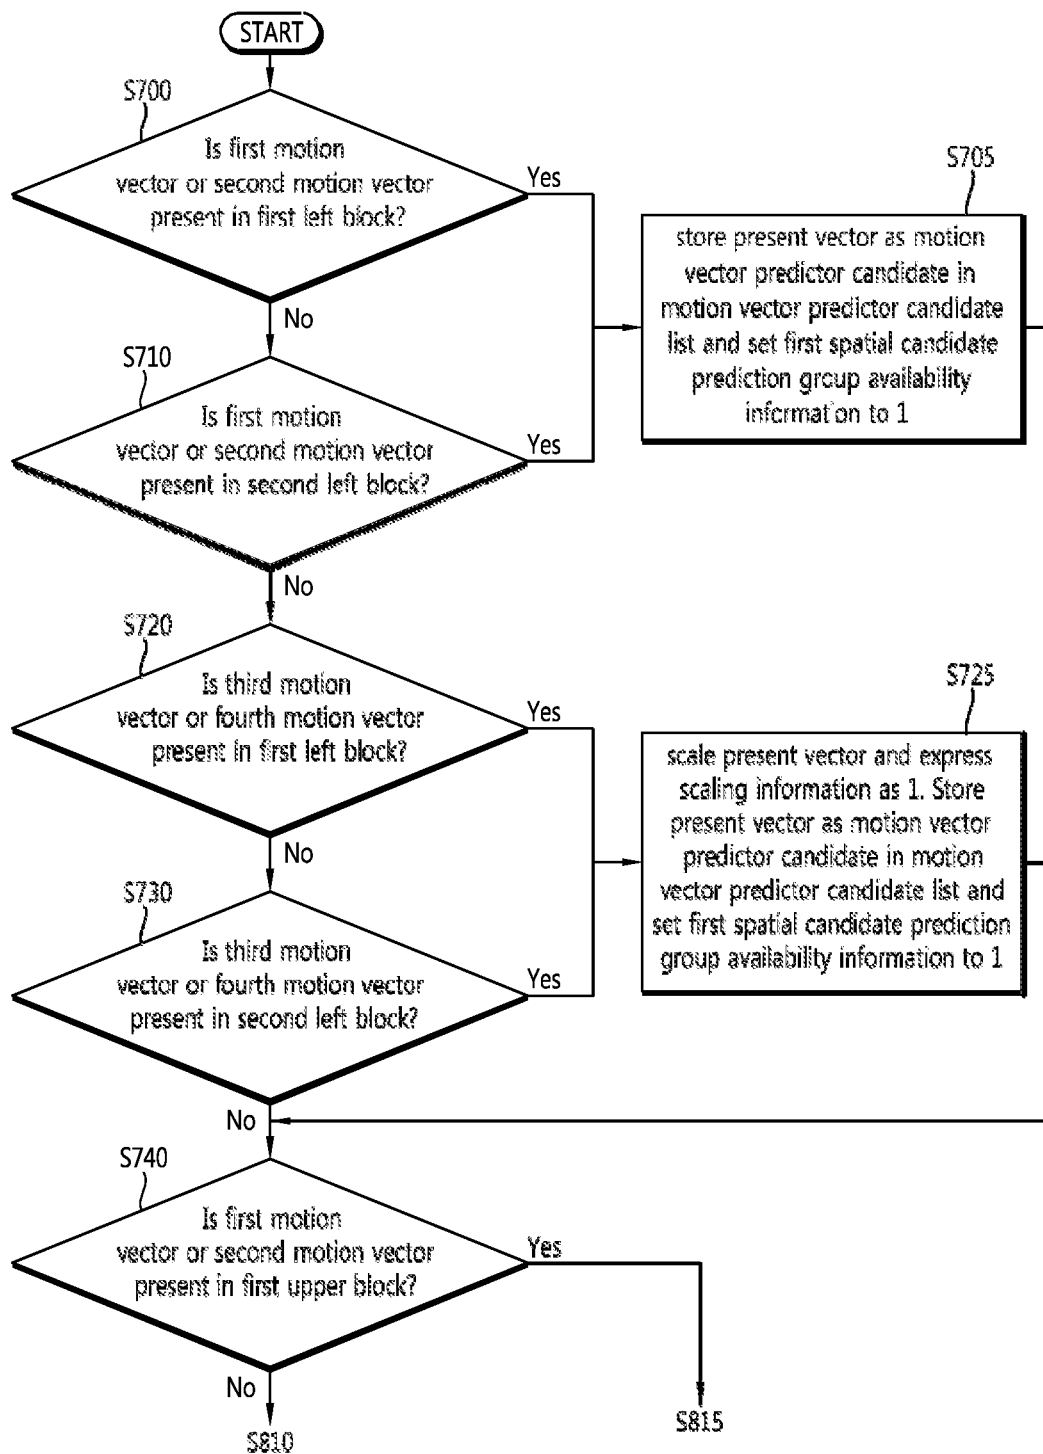 START
S700
Is first motion
vector or second motion vector
present in first left block?
Yes
No
S705
store present vector as motion
vector predictor candidate in
motion vector predictor candidate
list and set first spatial candidate
prediction group availability
information to 1
S710
Is first motion
vector or second motion vector
present in second left block?
Yes
No
S720
Is third motion
vector or fourth motion vector
present in first left block?
Yes
No
S725
scale present vector and express
scaling information as 1. Store
present vector as motion vector
predictor candidate in motion
vector predictor candidate list and
set first spatial candidate prediction
group availability information to 1
S730
Is third motion
vector or fourth motion vector
present in second left block?
Yes
No
S740
Is first motion
vector or second motion vector
present in first upper block?
Yes
No
S810
S815